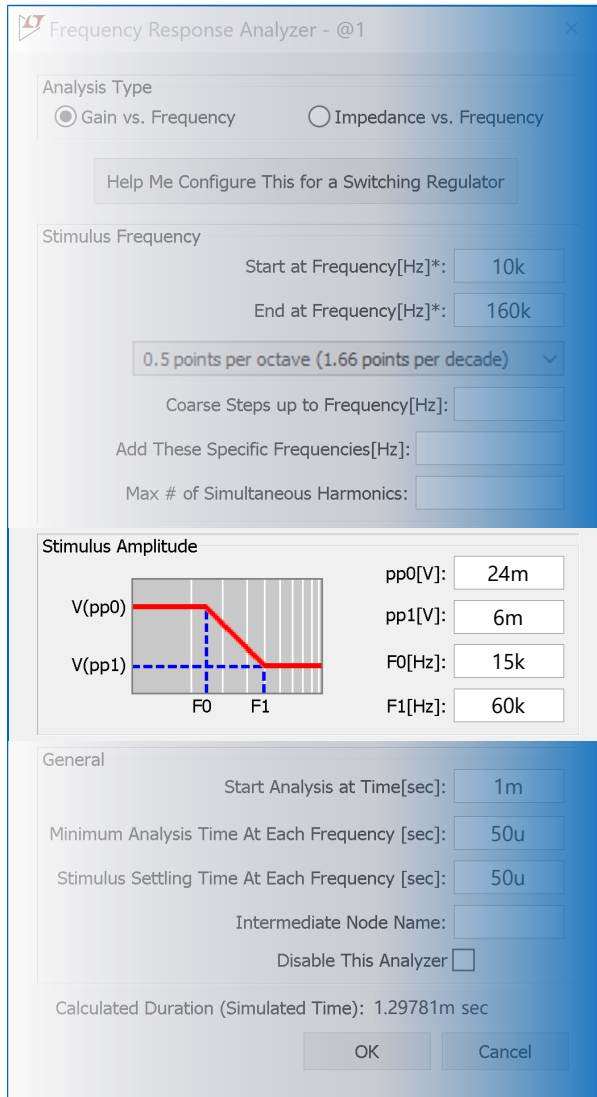 Frequency Response Analyzer - @1
Analysis Type
Gain vs. Frequency Impedance vs. Frequency
Help Me Configure This for a Switching Regulator
Stimulus Frequency
Start at Frequency[Hz]*: 10k
End at Frequency[Hz]*: 160k
0.5 points per octave (1.66 points per decade)
Coarse Steps up to Frequency[Hz]:
Add These Specific Frequencies[Hz]:
Max # of Simultaneous Harmonics:
Stimulus Amplitude
pp0[V]: 24m
V(pp0)
pp1[V]: 6m
V(pp1)
F0[Hz]: 15k
F0 F1
F1[Hz]: 60k
General
Start Analysis at Time[sec]: 1m
Minimum Analysis Time At Each Frequency [sec]: 50u
Stimulus Settling Time At Each Frequency [sec]: 50u
Intermediate Node Name:
Disable This Analyzer
Calculated Duration (Simulated Time): 1.29781m sec
OK Cancel